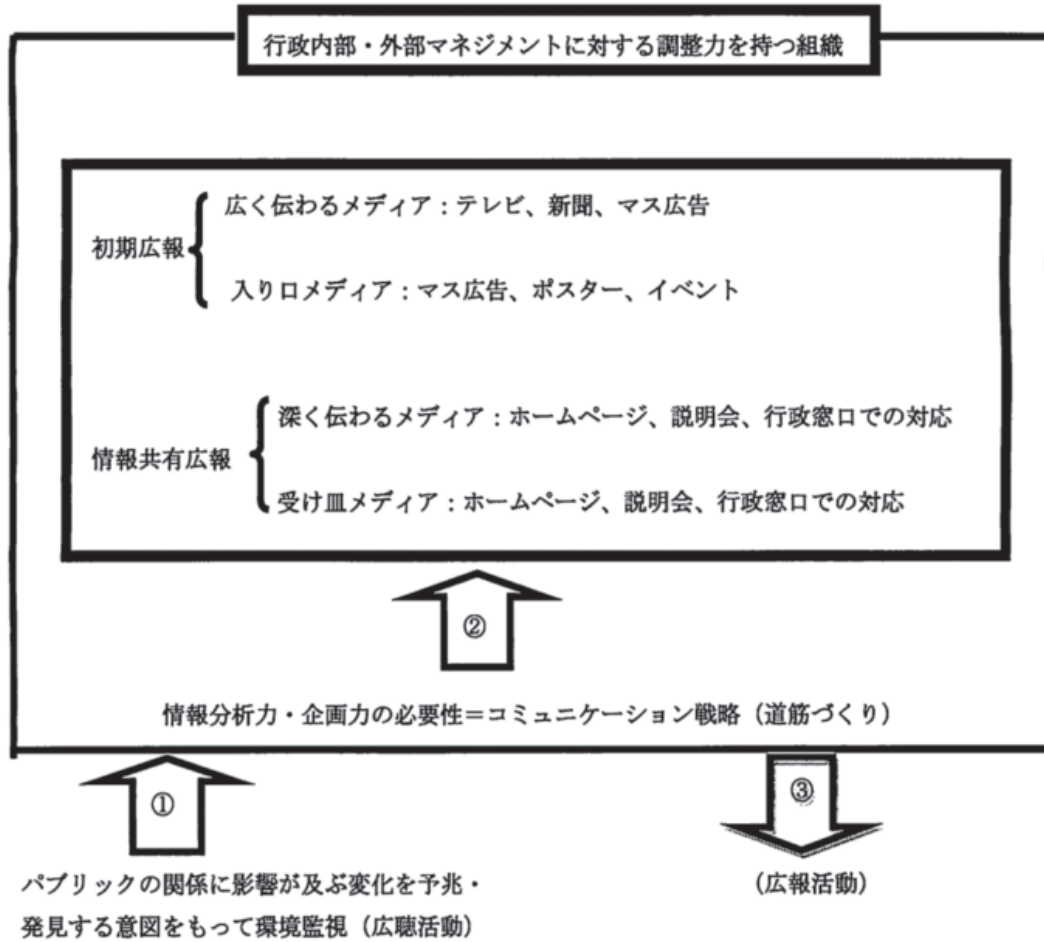 行政内部・外部マネジメントに対する調整力を持つ組織
広く伝わるメディア：テレビ、新聞、マス広告
初期広報
入り口メディア：マス広告、ポスター、イベント
深く伝わるメディア：ホームページ、説明会、行政窓口での対応
情報共有広報
受け皿メディア：ホームページ、説明会、行政窓口での対応
②
情報分析力・企画力の必要性＝コミュニケーション戦略（道筋づくり）
①
③
パブリックの関係に影響が及ぶ変化を予兆・
発見する意図をもって環境監視（広聴活動）
（広報活動）